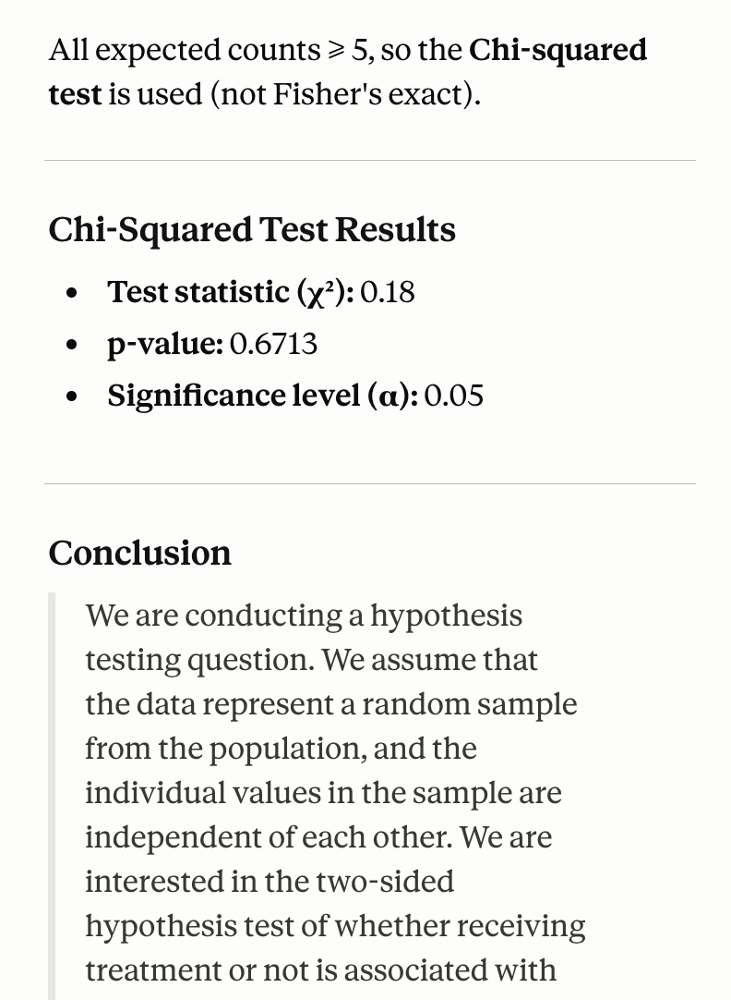 All expected counts ⩾ 5, so the Chi-squared
test is used (not Fisher's exact).
Chi-Squared Test Results
• Test statistic (χ²): 0.18
• p-value: 0.6713
• Significance level (α): 0.05
Conclusion
We are conducting a hypothesis
testing question. We assume that
the data represent a random sample
from the population, and the
individual values in the sample are
independent of each other. We are
interested in the two-sided
hypothesis test of whether receiving
treatment or not is associated with